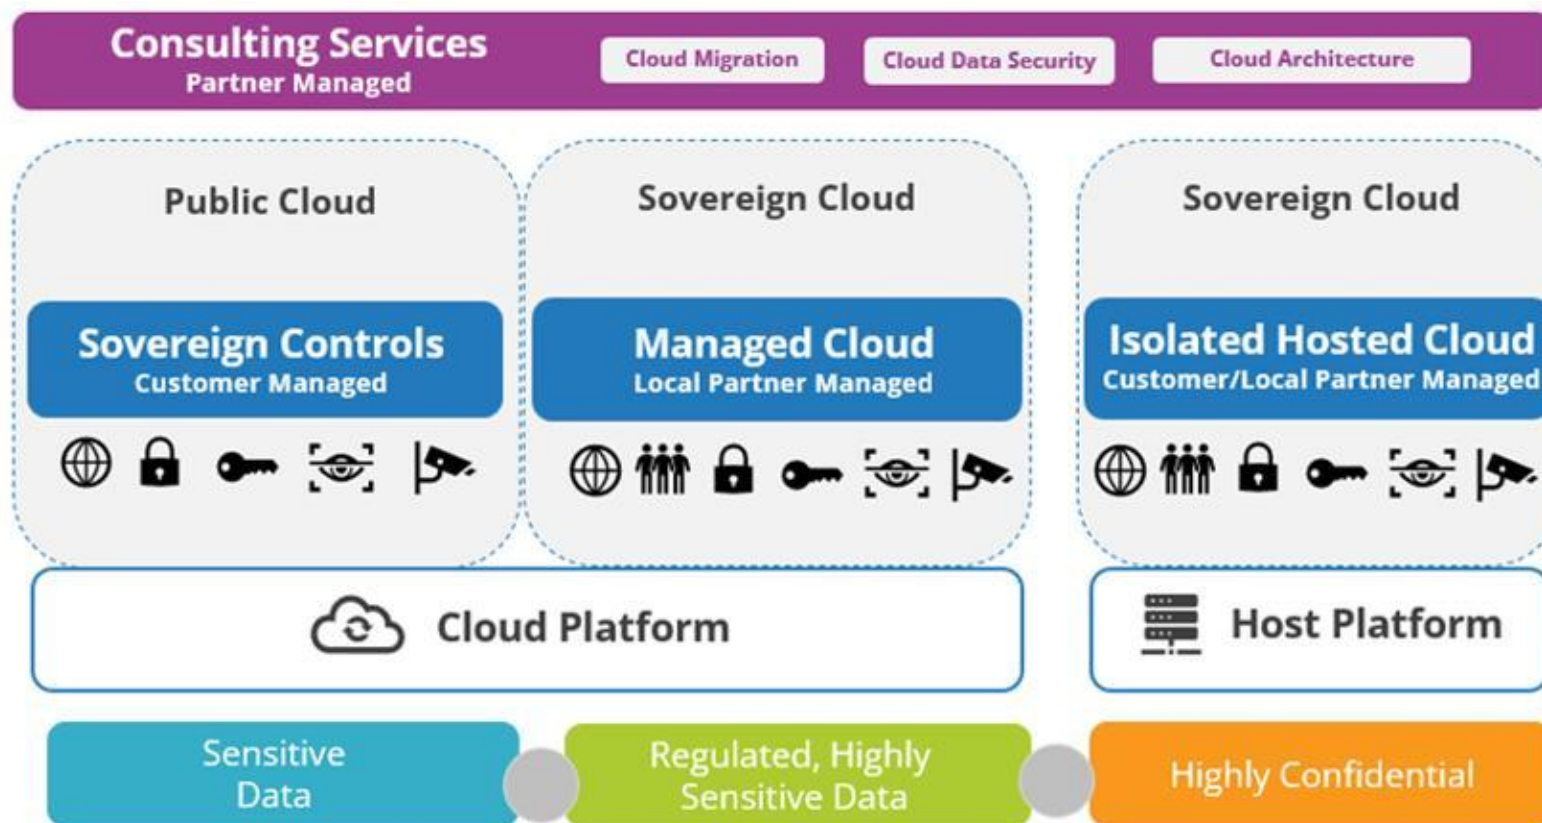 Consulting Services
Partner Managed
Cloud Migration
Cloud Data Security
Cloud Architecture
Public Cloud
Sovereign Controls
Customer Managed
Sovereign Cloud
Managed Cloud
Local Partner Managed
Sovereign Cloud
Isolated Hosted Cloud
Customer/Local Partner Managed
Cloud Platform
Host Platform
Sensitive
Data
Regulated, Highly
Sensitive Data
Highly Confidential